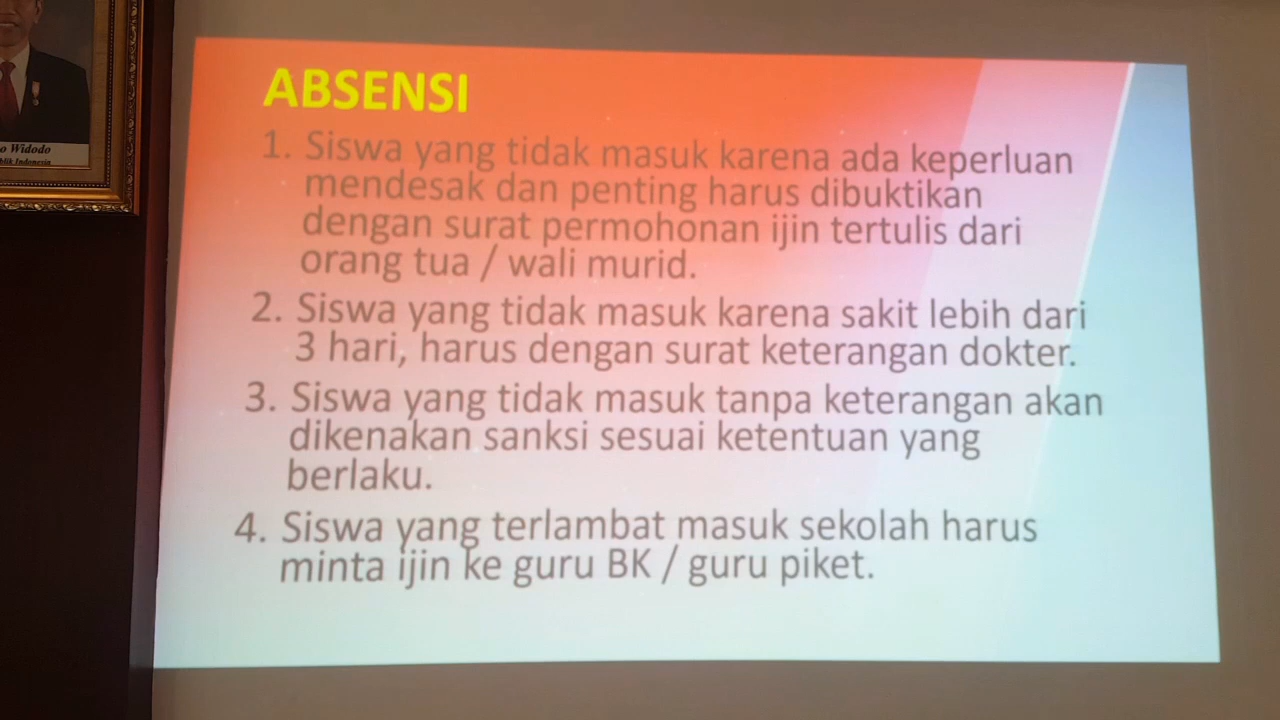 o Widodo
blik Indonesia
ABSENSI
1. Siswa yang tidak masuk karena ada keperluan
mendesak dan penting harus dibuktikan
dengan surat permohonan ijin tertulis dari
orang tua / wali murid.
2. Siswa yang tidak masuk karena sakit lebih dari
3 hari, harus dengan surat keterangan dokter.
3. Siswa yang tidak masuk tanpa keterangan akan
dikenakan sanksi sesuai ketentuan yang
berlaku.
4. Siswa yang terlambat masuk sekolah harus
minta ijin ke guru BK / guru piket.